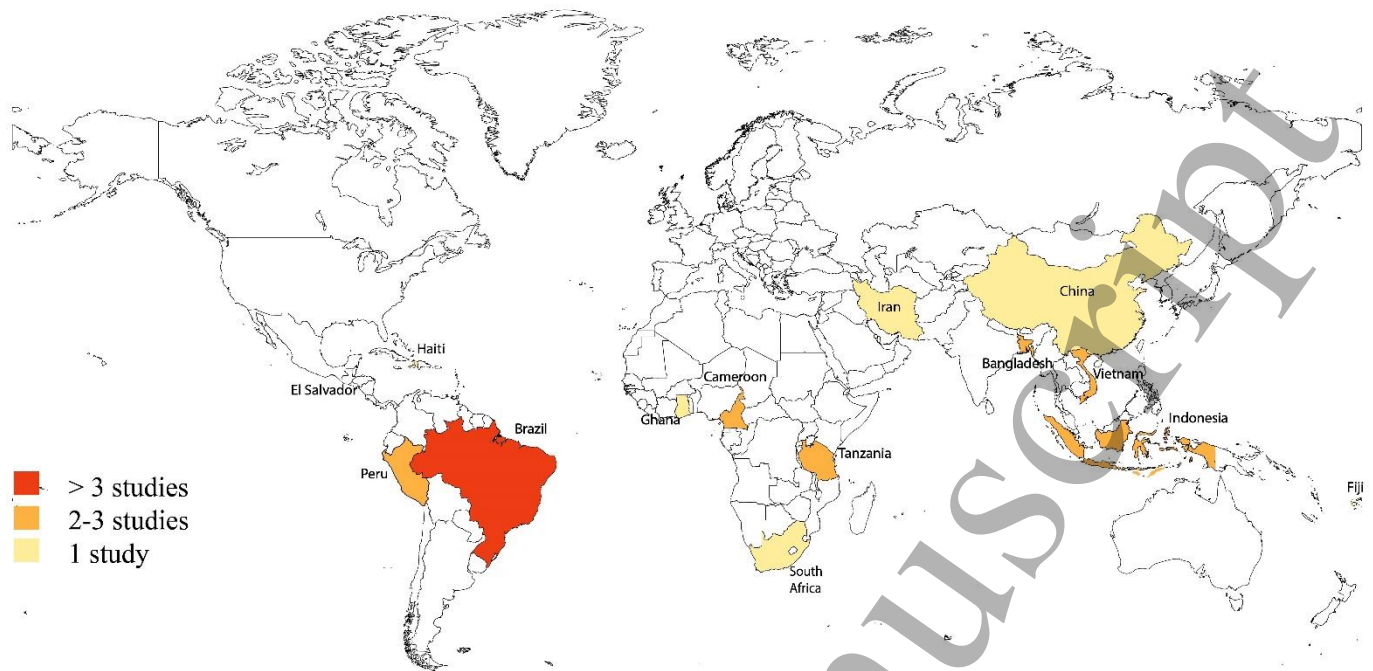 China
Iran
Haiti
Bangladesh
Vietnam
El Salvador
Cameroon
Ghana
Indonesia
Brazil
Tanzania
Peru
Fiji
> 3 studies
2-3 studies
1 study
South
Africa
uscript